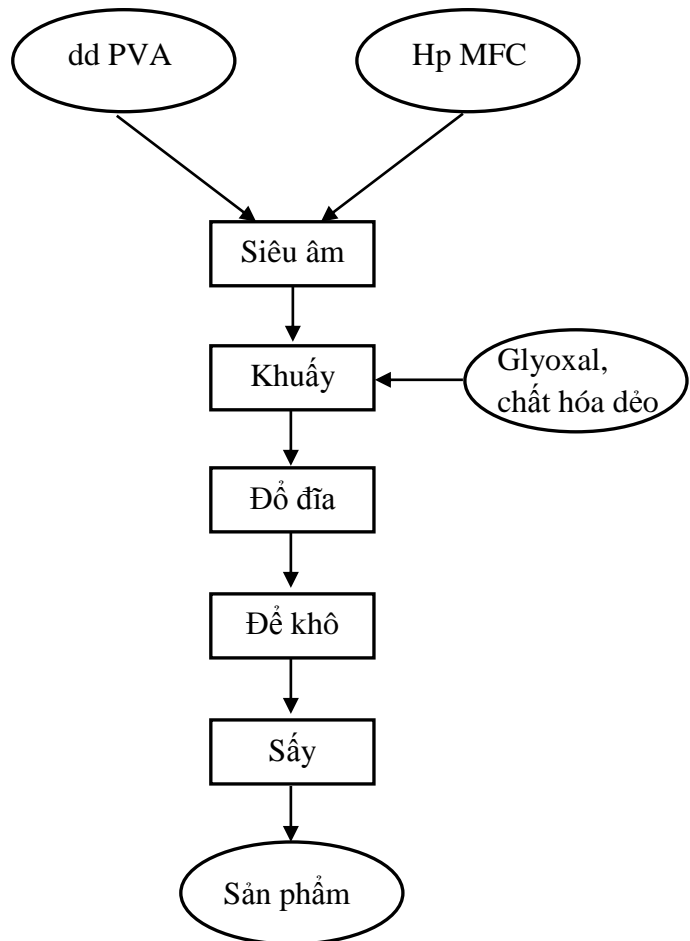 dd PVA
Hp MFC
Siêu âm
Khuấy
Glyoxal,
chất hóa dẻo
Đổ đĩa
Để khô
Sấy
Sản phẩm